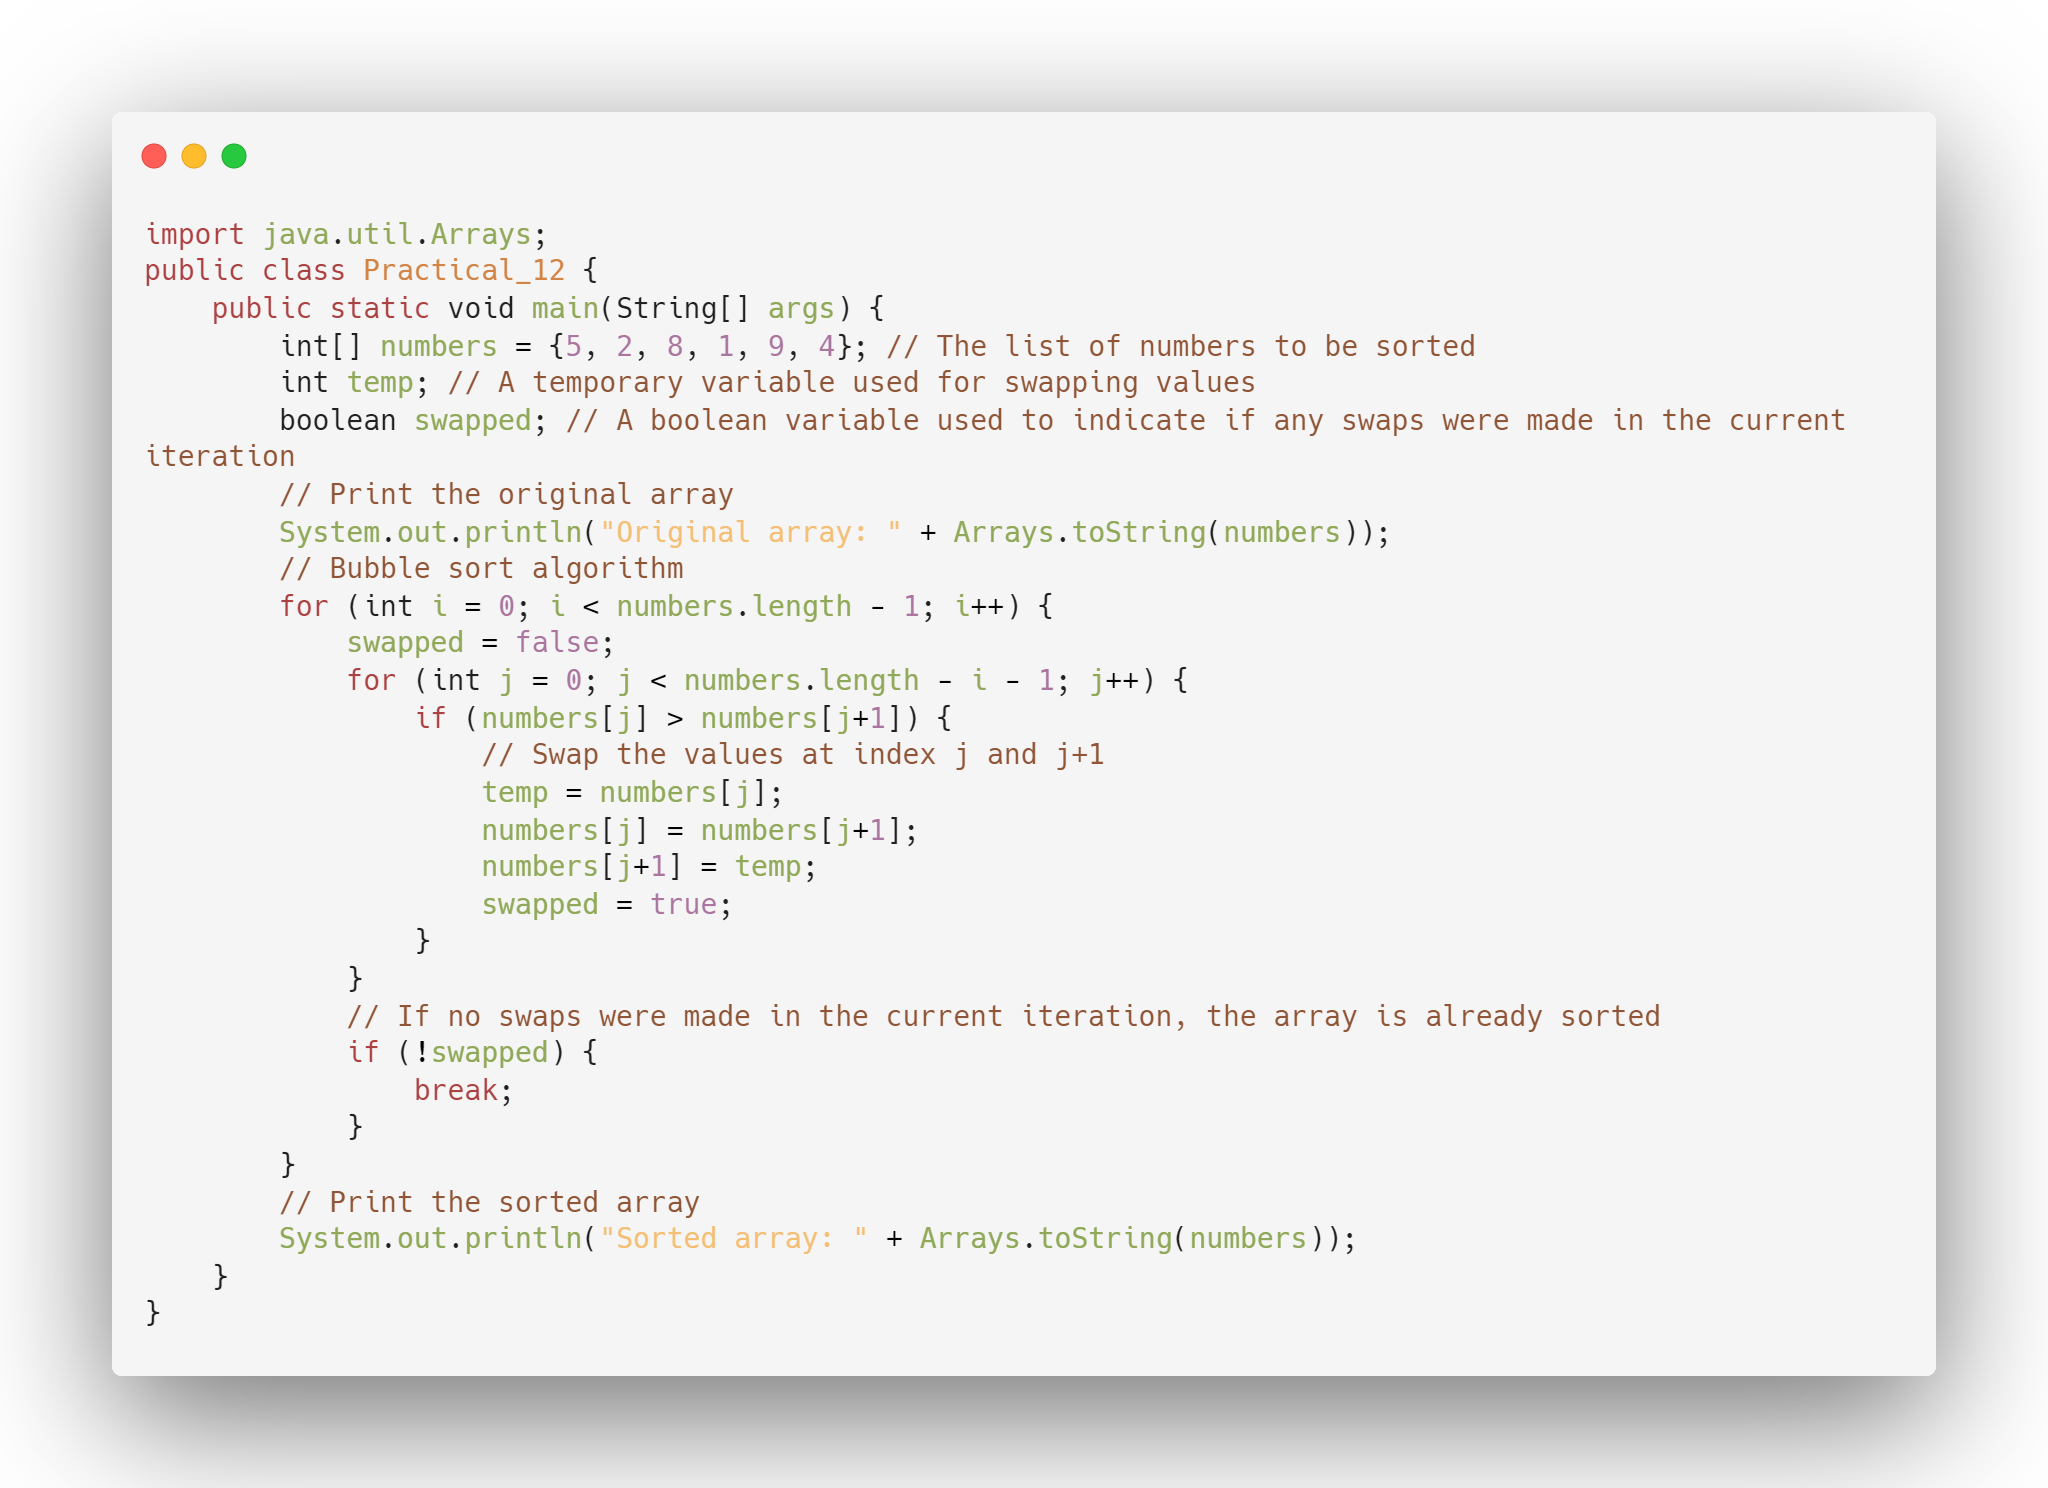 import java.util.Arrays;
public class Practical_12 {
    public static void main(String[] args) {
        int[] numbers = {5, 2, 8, 1, 9, 4}; // The list of numbers to be sorted
        int temp; // A temporary variable used for swapping values
        boolean swapped; // A boolean variable used to indicate if any swaps were made in the current
iteration
        // Print the original array
        System.out.println("Original array: " + Arrays.toString(numbers));
        // Bubble sort algorithm
        for (int i = 0; i < numbers.length - 1; i++) {
            swapped = false;
            for (int j = 0; j < numbers.length - i - 1; j++) {
                if (numbers[j] > numbers[j+1]) {
                    // Swap the values at index j and j+1
                    temp = numbers[j];
                    numbers[j] = numbers[j+1];
                    numbers[j+1] = temp;
                    swapped = true;
                }
            }
            // If no swaps were made in the current iteration, the array is already sorted
            if (!swapped) {
                break;
            }
        }
        // Print the sorted array
        System.out.println("Sorted array: " + Arrays.toString(numbers));
    }
}